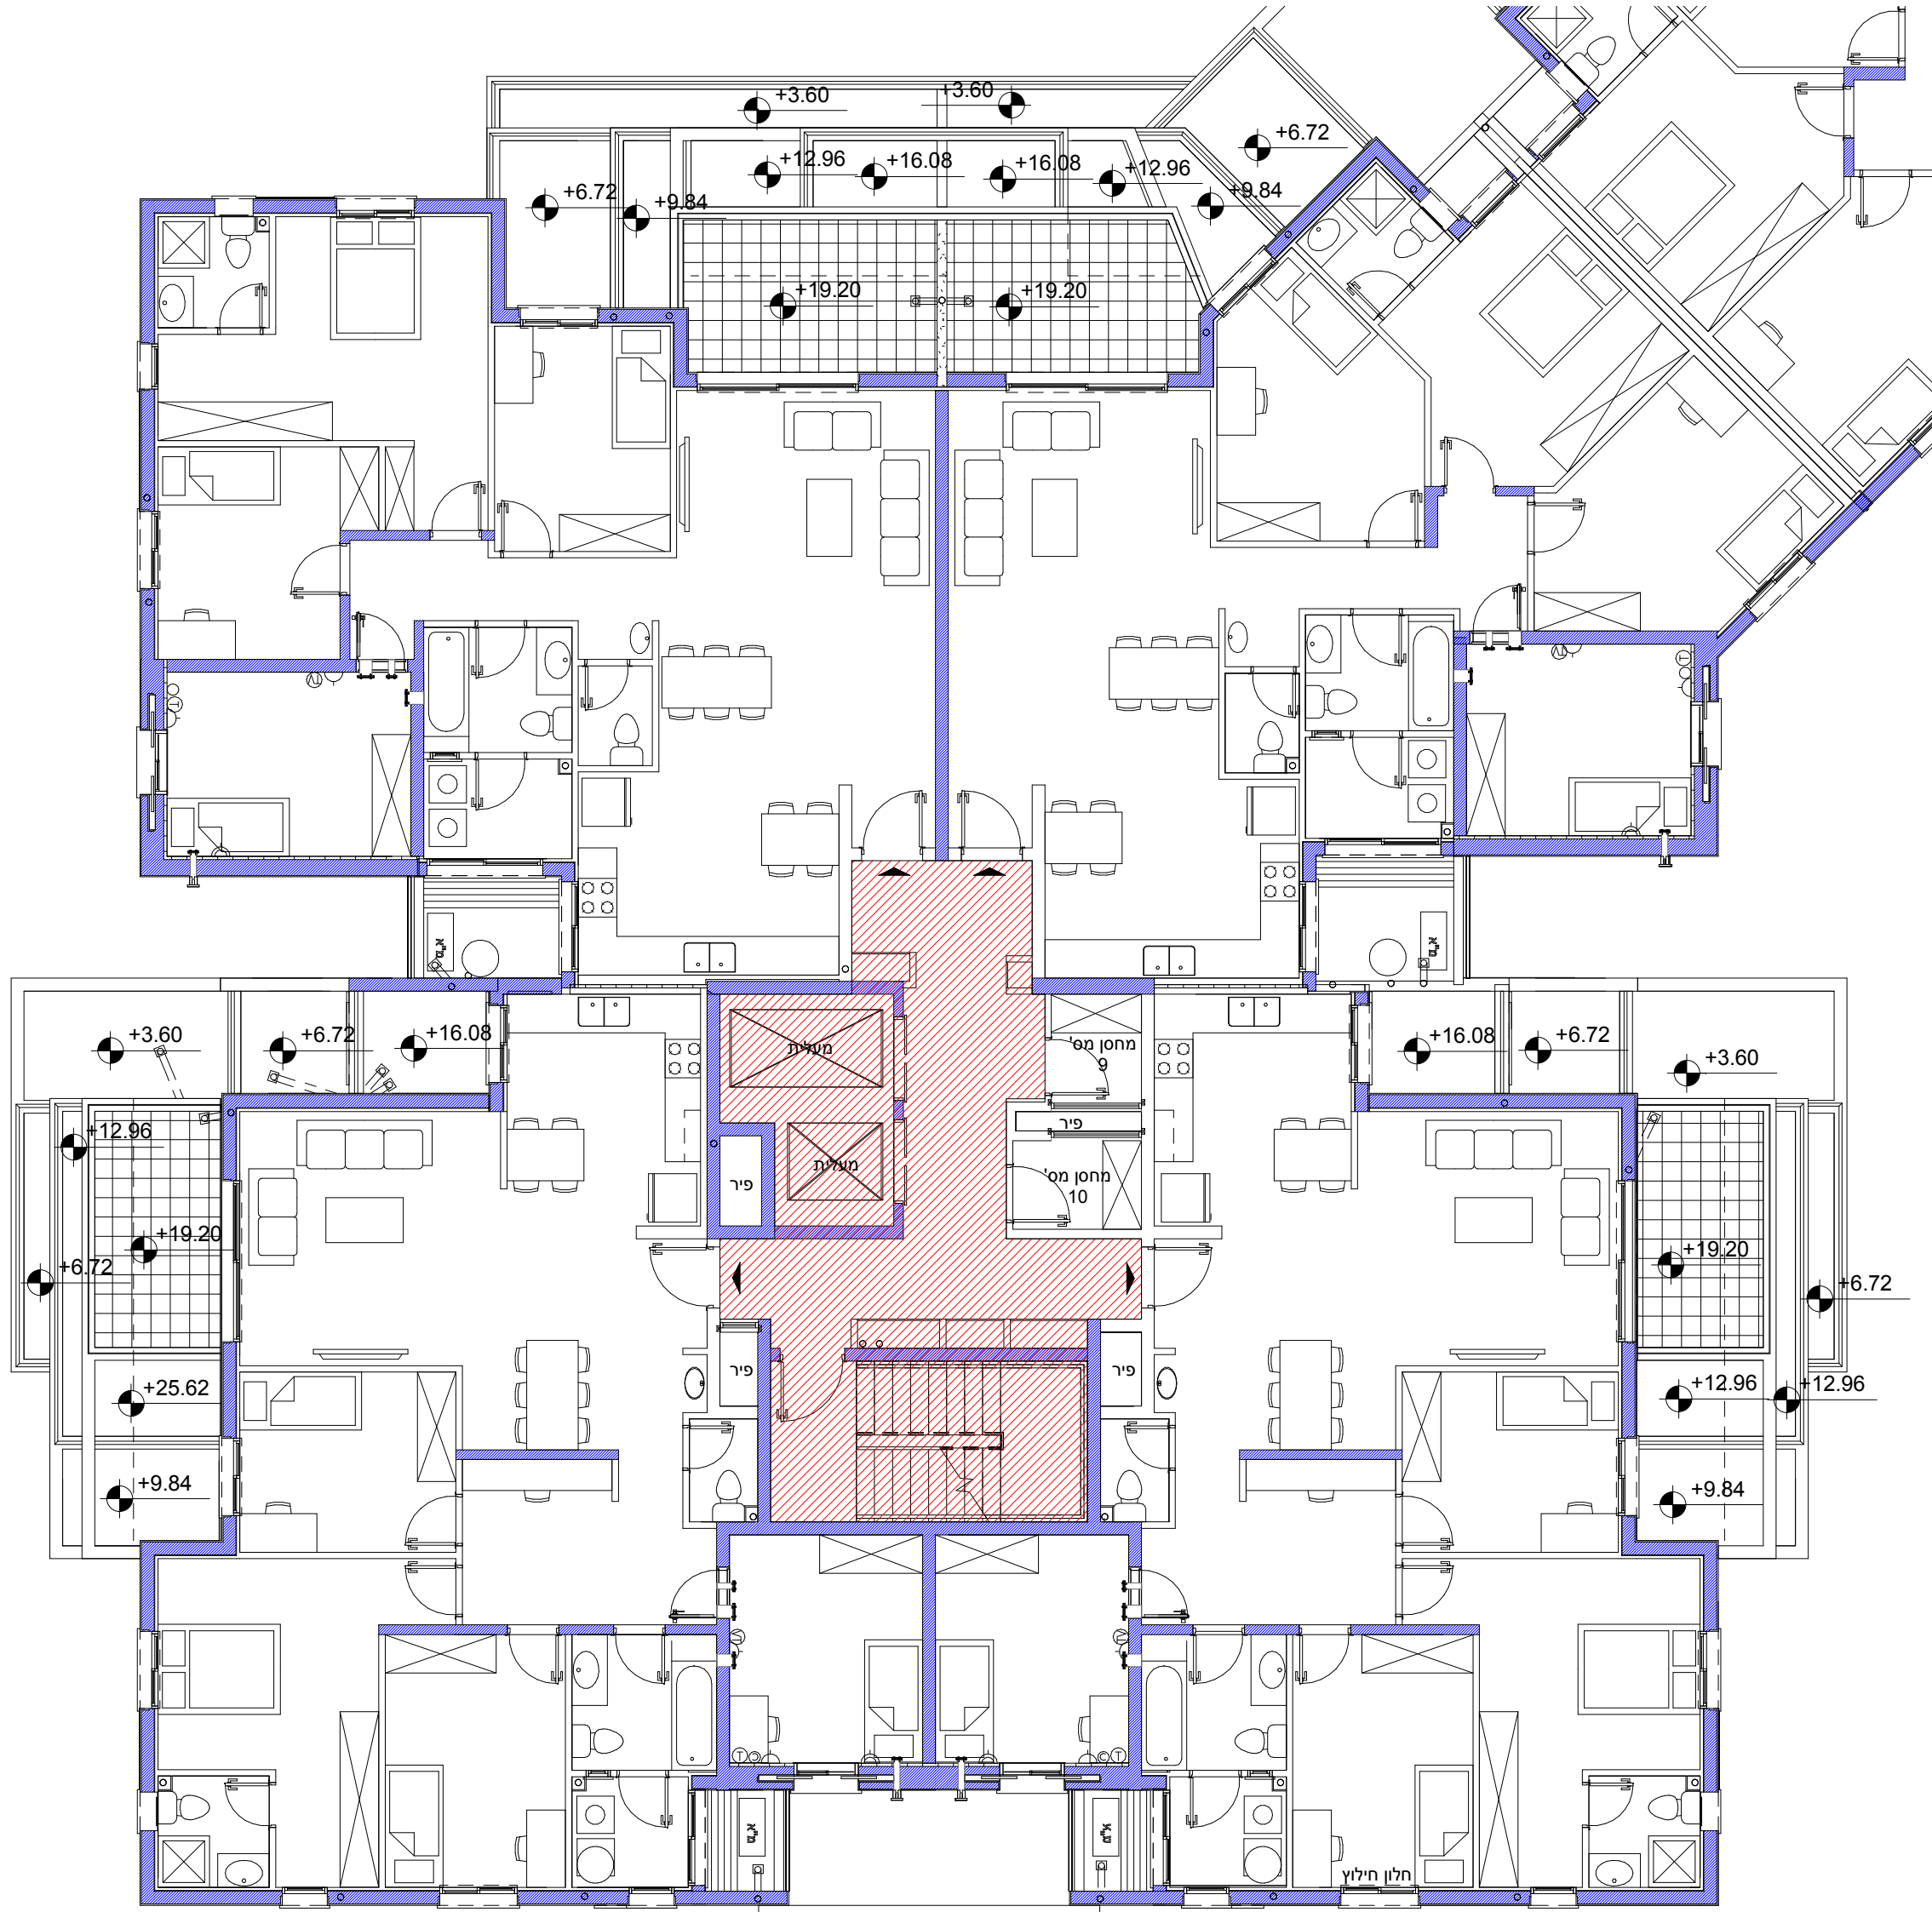 +3.60
+3.60
+6.72
+12.96
+16.08
+16.08
+12.96
+6.72
+9.84
+9.84
+19.20
+19.20
א.מ
א.מ
+3.60
+6.72
+16.08
מעלית
מחסן מס'
9
+16.08
+6.72
+3.60
פיר
+12.96
מעלית
פיר
מחסן מס'
10
+19.20
+6.72
+19.20
+6.72
פיר
פיר
+25.62
+12.96
+12.96
+9.84
+9.84
א.מ
א.מ
חלון חילוץ